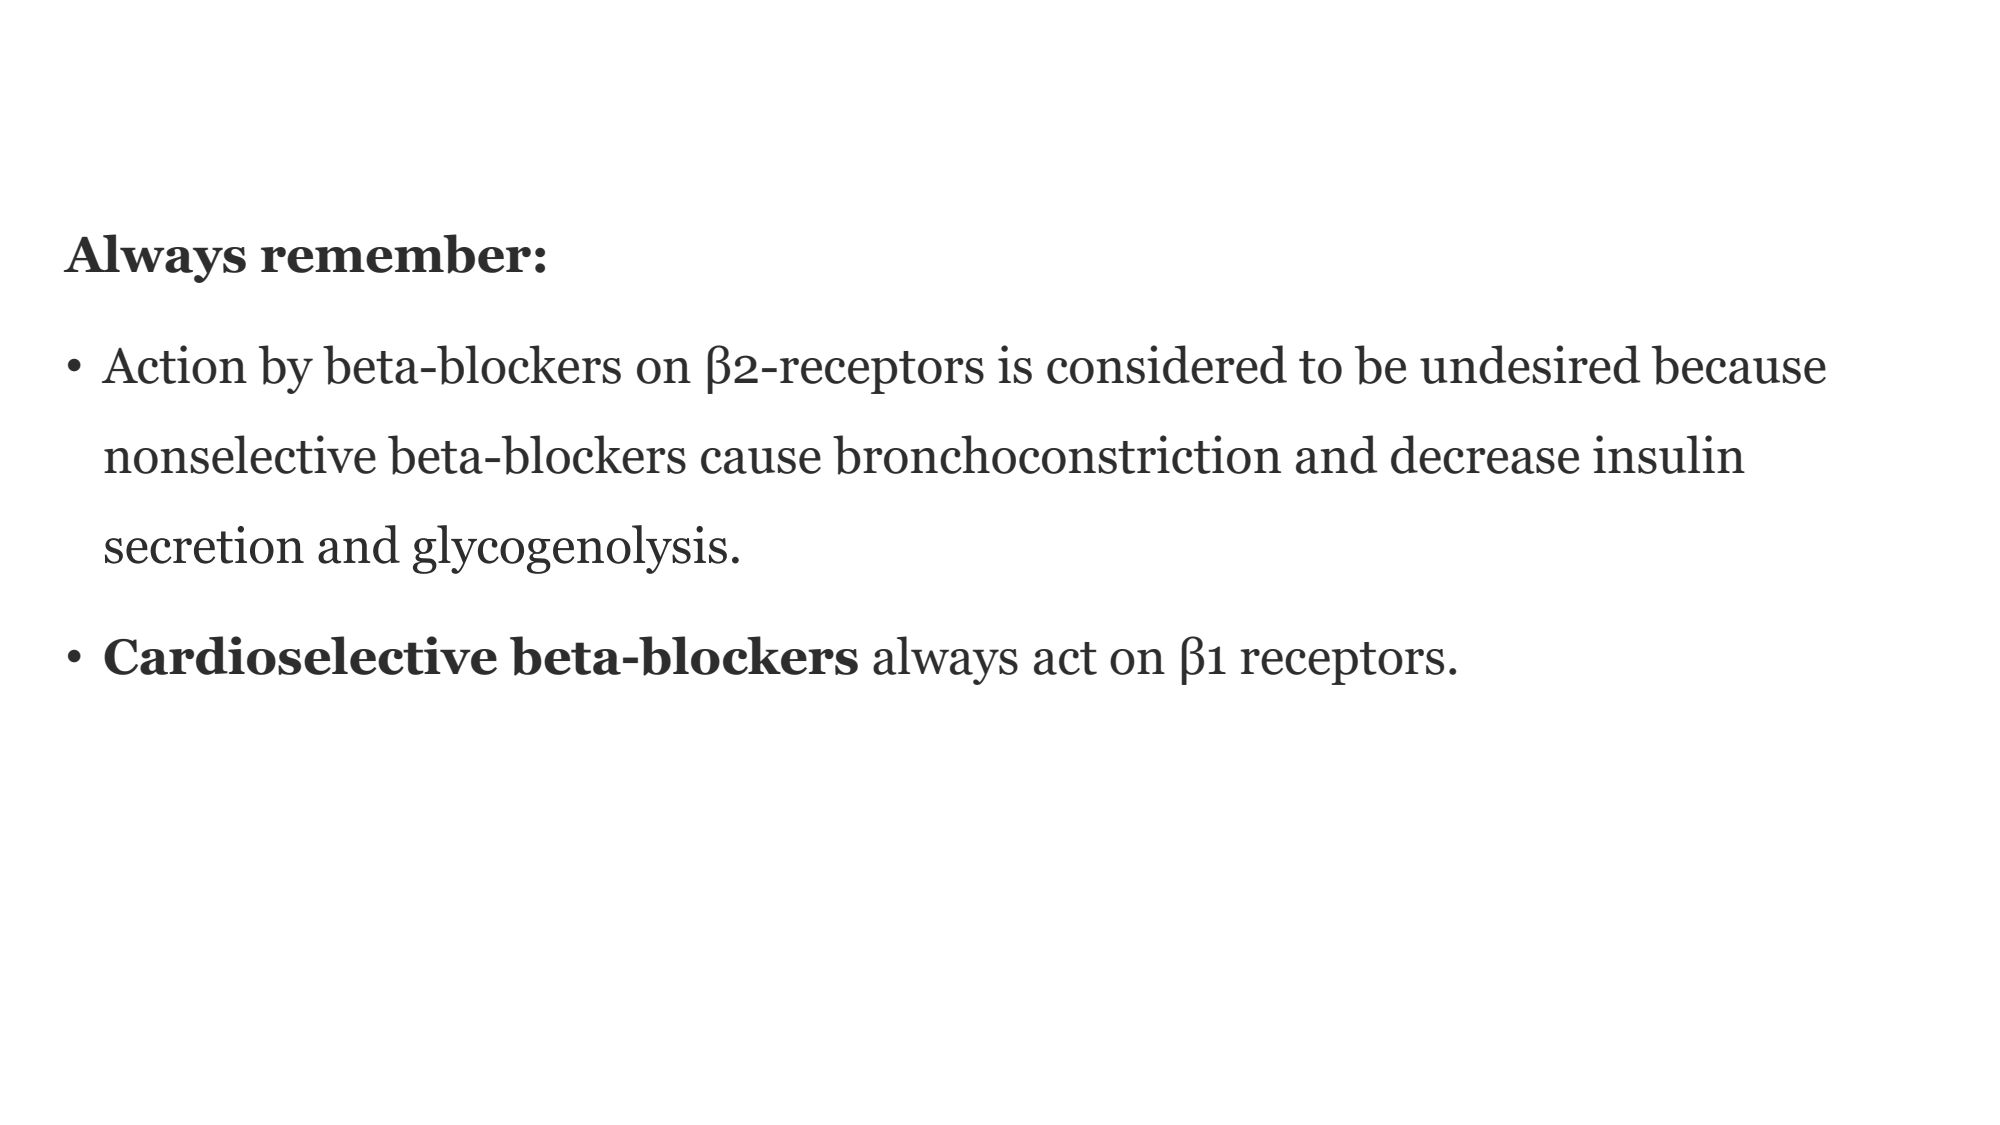 Always remember:
• Action by beta-blockers on β2-receptors is considered to be undesired because
nonselective beta-blockers cause bronchoconstriction and decrease insulin
secretion and glycogenolysis.
• Cardioselective beta-blockers always act on β1 receptors.